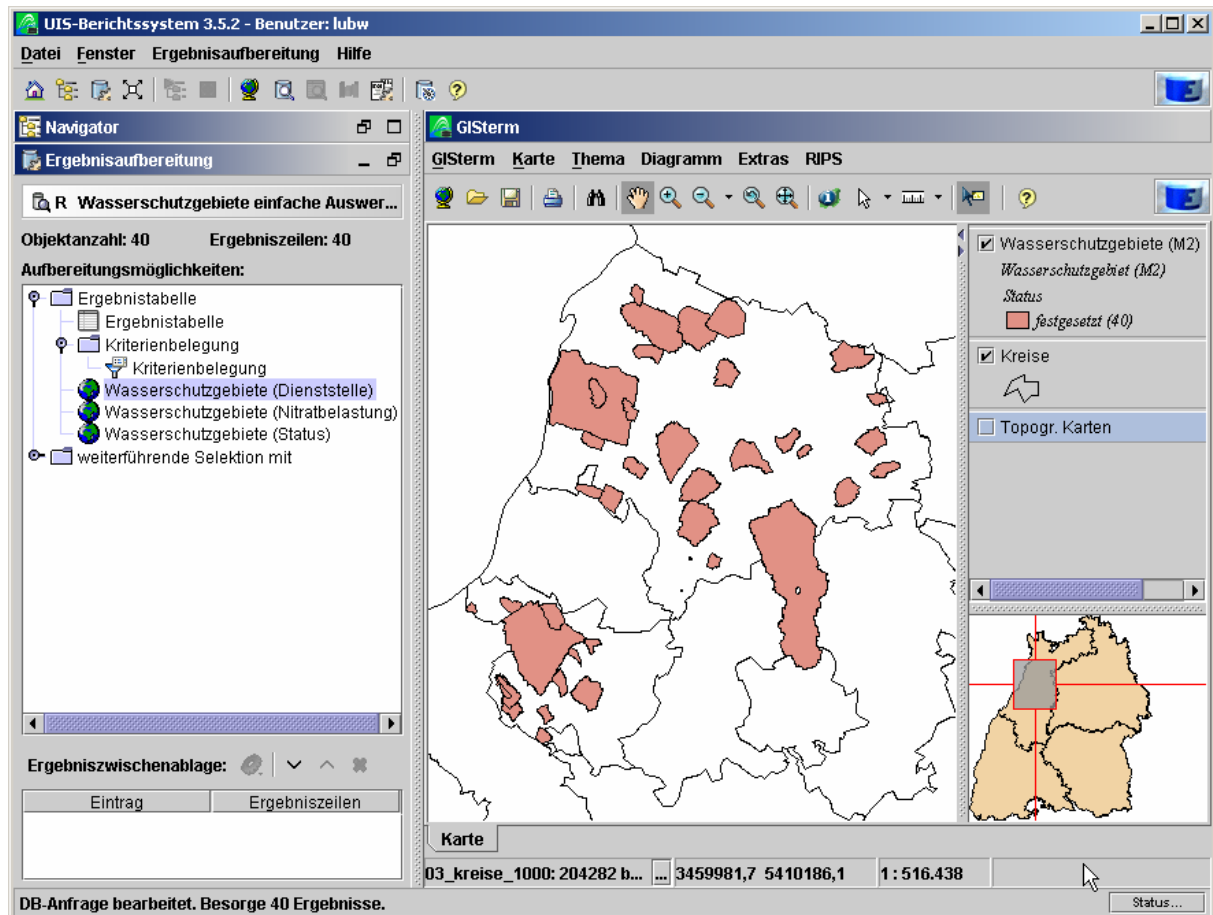 UIS-Berichtssystem 3.5.2 - Benutzer: lubw
Datei Fenster Ergebnisaufbereitung Hilfe
Navigator
Ergebnisaufbereitung
R Wasserschutzgebiete einfache Auswer...
Objektanzahl: 40 Ergebniszeilen: 40
Aufbereitungsmöglichkeiten:
Ergebnistabelle
Ergebnistabelle
Kriterienbelegung
Kriterienbelegung
Wasserschutzgebiete (Dienststelle)
Wasserschutzgebiete (Nitratbelastung)
Wasserschutzgebiete (Status)
weiterführende Selektion mit
Ergebniszwischenablage:
Eintrag Ergebniszeilen
GISterm
GISterm Karte Thema Diagramm Extras RIPS
Wasserschutzgebiete (M2)
Wasserschutzgebiet (M2)
Status
festgesetzt (40)
Kreise
Topogr. Karten
Karte
03_kreise_1000: 204282 b... ... 3459981,7 5410186,1 1 : 516.438
DB-Anfrage bearbeitet. Besorge 40 Ergebnisse.
Status...